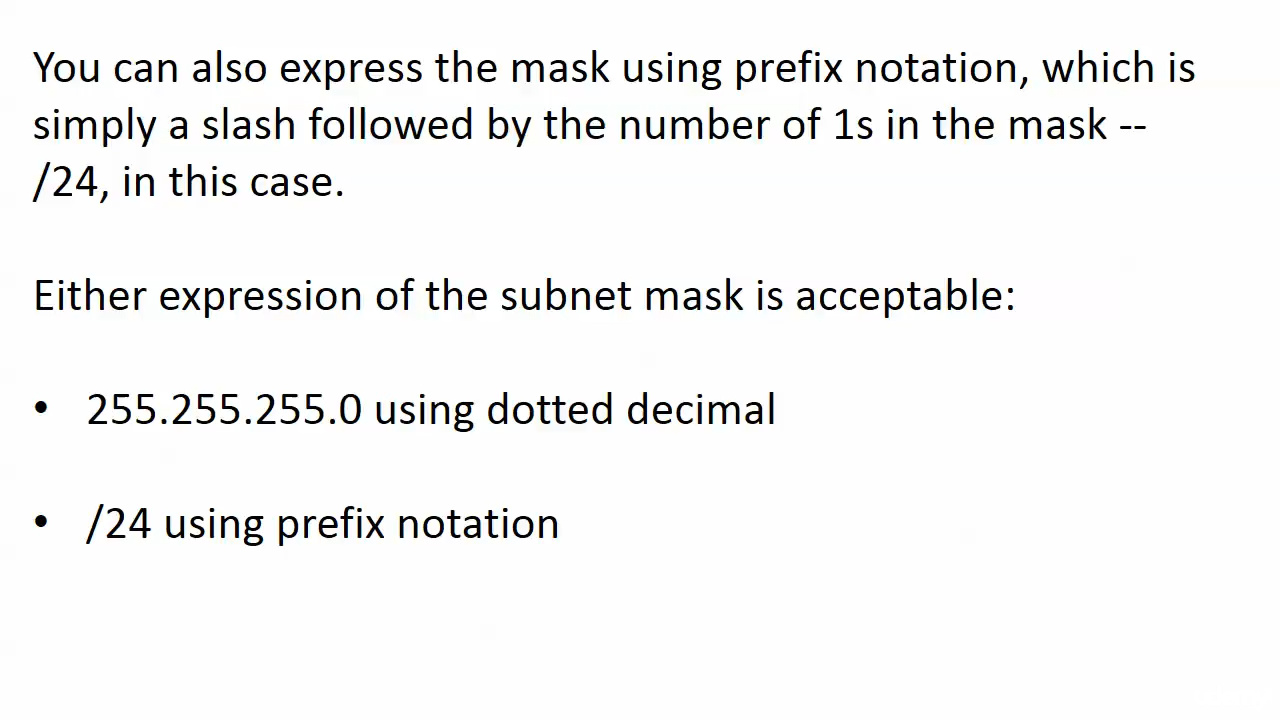 You can also express the mask using prefix notation, which is
simply a slash followed by the number of 1s in the mask --
/24, in this case.
Either expression of the subnet mask is acceptable:
• 255.255.255.0 using dotted decimal
• /24 using prefix notation